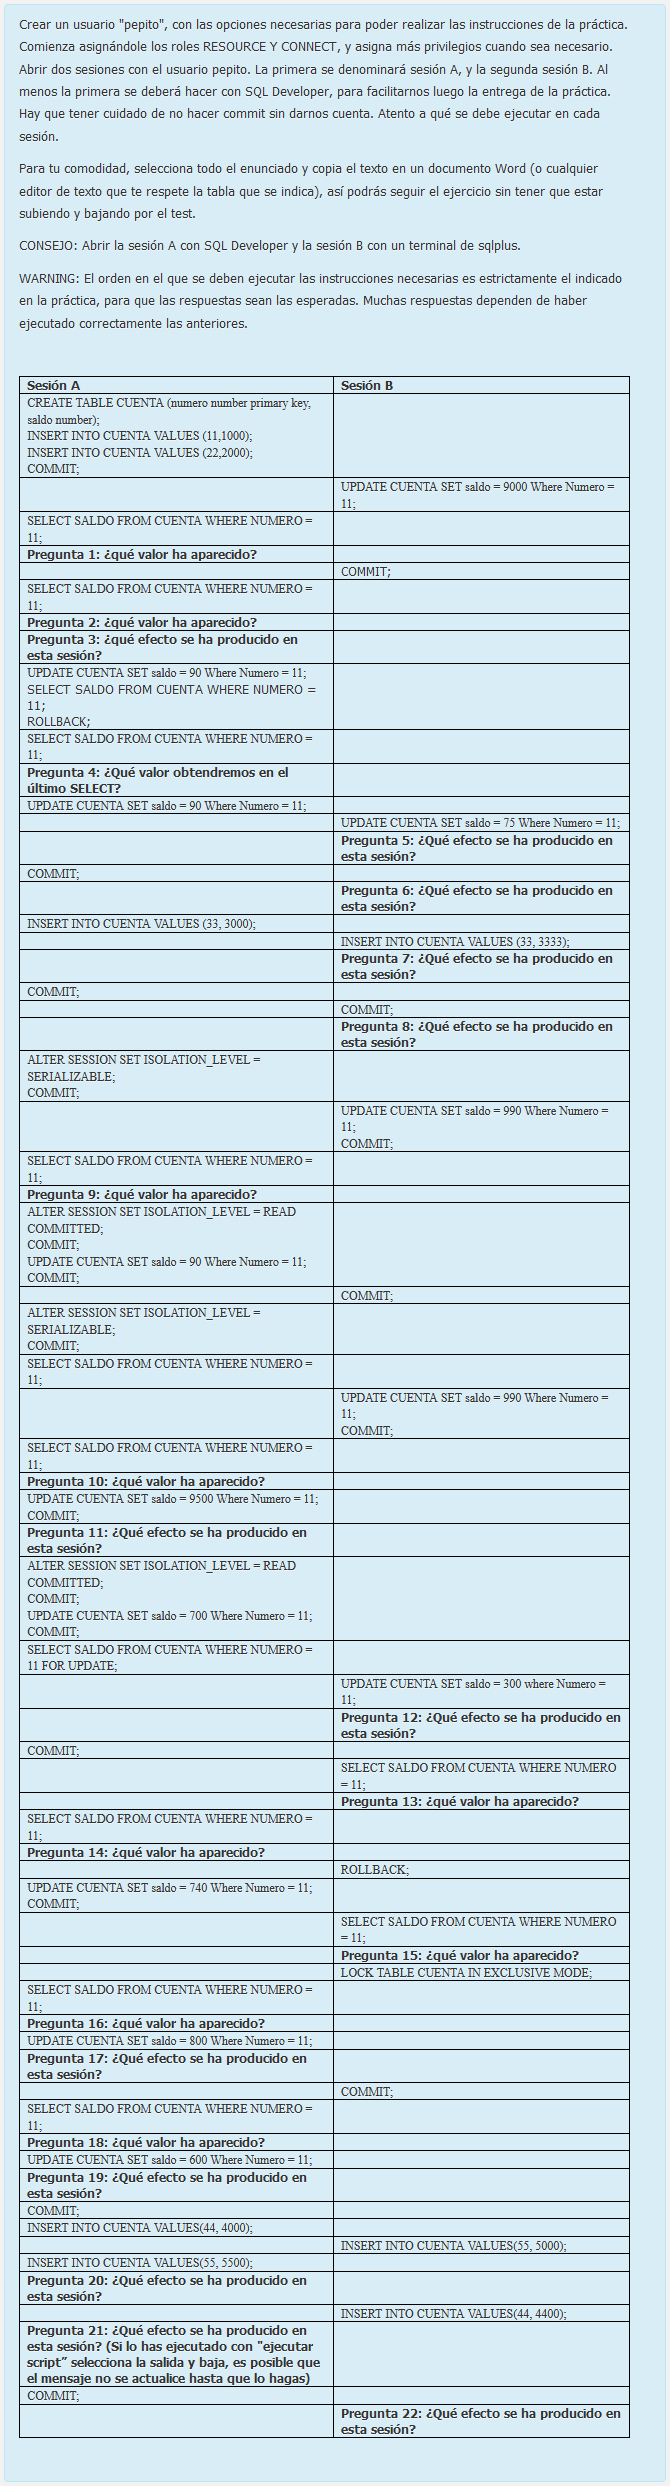 Crear un usuario "pepito", con las opciones necesarias para poder realizar las instrucciones de la práctica.
Comienza asignándole los roles RESOURCE Y CONNECT, y asigna más privilegios cuando sea necesario.
Abrir dos sesiones con el usuario pepito. La primera se denominará sesión A, y la segunda sesión B. Al
menos la primera se deberá hacer con SQL Developer, para facilitarnos luego la entrega de la práctica.
Hay que tener cuidado de no hacer commit sin darnos cuenta. Atento a qué se debe ejecutar en cada
sesión.
Para tu comodidad, selecciona todo el enunciado y copia el texto en un documento Word (o cualquier
editor de texto que te respete la tabla que se indica), así podrás seguir el ejercicio sin tener que estar
subiendo y bajando por el test.
CONSEJO: Abrir la sesión A con SQL Developer y la sesión B con un terminal de sqlplus.
WARNING: El orden en el que se deben ejecutar las instrucciones necesarias es estrictamente el indicado
en la práctica, para que las respuestas sean las esperadas. Muchas respuestas dependen de haber
ejecutado correctamente las anteriores.
Sesión A
Sesión B
CREATE TABLE CUENTA (numero number primary key,
saldo number);
INSERT INTO CUENTA VALUES (11,1000);
INSERT INTO CUENTA VALUES (22,2000);
COMMIT;
UPDATE CUENTA SET saldo = 9000 Where Numero =
11;
SELECT SALDO FROM CUENTA WHERE NUMERO =
11;
Pregunta 1: ¿qué valor ha aparecido?
COMMIT;
SELECT SALDO FROM CUENTA WHERE NUMERO =
11;
Pregunta 2: ¿qué valor ha aparecido?
Pregunta 3: ¿qué efecto se ha producido en
esta sesión?
UPDATE CUENTA SET saldo = 90 Where Numero = 11;
SELECT SALDO FROM CUENTA WHERE NUMERO =
11;
ROLLBACK;
SELECT SALDO FROM CUENTA WHERE NUMERO =
11;
Pregunta 4: ¿Qué valor obtendremos en el
último SELECT?
UPDATE CUENTA SET saldo = 90 Where Numero = 11;
UPDATE CUENTA SET saldo = 75 Where Numero = 11;
Pregunta 5: ¿Qué efecto se ha producido en
esta sesión?
COMMIT;
Pregunta 6: ¿Qué efecto se ha producido en
esta sesión?
INSERT INTO CUENTA VALUES (33, 3000);
INSERT INTO CUENTA VALUES (33, 3333);
Pregunta 7: ¿Qué efecto se ha producido en
esta sesión?
COMMIT;
COMMIT;
Pregunta 8: ¿Qué efecto se ha producido en
esta sesión?
ALTER SESSION SET ISOLATION_LEVEL =
SERIALIZABLE;
COMMIT;
UPDATE CUENTA SET saldo = 990 Where Numero =
11;
COMMIT;
SELECT SALDO FROM CUENTA WHERE NUMERO =
11;
Pregunta 9: ¿qué valor ha aparecido?
ALTER SESSION SET ISOLATION_LEVEL = READ
COMMITTED;
COMMIT;
UPDATE CUENTA SET saldo = 90 Where Numero = 11;
COMMIT;
COMMIT;
ALTER SESSION SET ISOLATION_LEVEL =
SERIALIZABLE;
COMMIT;
SELECT SALDO FROM CUENTA WHERE NUMERO =
11;
UPDATE CUENTA SET saldo = 990 Where Numero =
11;
COMMIT;
SELECT SALDO FROM CUENTA WHERE NUMERO =
11;
Pregunta 10: ¿qué valor ha aparecido?
UPDATE CUENTA SET saldo = 9500 Where Numero = 11;
COMMIT;
Pregunta 11: ¿Qué efecto se ha producido en
esta sesión?
ALTER SESSION SET ISOLATION_LEVEL = READ
COMMITTED;
COMMIT;
UPDATE CUENTA SET saldo = 700 Where Numero = 11;
COMMIT;
SELECT SALDO FROM CUENTA WHERE NUMERO =
11 FOR UPDATE;
UPDATE CUENTA SET saldo = 300 where Numero =
11;
Pregunta 12: ¿Qué efecto se ha producido en
esta sesión?
COMMIT;
SELECT SALDO FROM CUENTA WHERE NUMERO
= 11;
Pregunta 13: ¿qué valor ha aparecido?
SELECT SALDO FROM CUENTA WHERE NUMERO =
11;
Pregunta 14: ¿qué valor ha aparecido?
ROLLBACK;
UPDATE CUENTA SET saldo = 740 Where Numero = 11;
COMMIT;
SELECT SALDO FROM CUENTA WHERE NUMERO
= 11;
Pregunta 15: ¿qué valor ha aparecido?
LOCK TABLE CUENTA IN EXCLUSIVE MODE;
SELECT SALDO FROM CUENTA WHERE NUMERO =
11;
Pregunta 16: ¿qué valor ha aparecido?
UPDATE CUENTA SET saldo = 800 Where Numero = 11;
Pregunta 17: ¿Qué efecto se ha producido en
esta sesión?
COMMIT;
SELECT SALDO FROM CUENTA WHERE NUMERO =
11;
Pregunta 18: ¿qué valor ha aparecido?
UPDATE CUENTA SET saldo = 600 Where Numero = 11;
Pregunta 19: ¿Qué efecto se ha producido en
esta sesión?
COMMIT;
INSERT INTO CUENTA VALUES(44, 4000);
INSERT INTO CUENTA VALUES(55, 5000);
INSERT INTO CUENTA VALUES(55, 5500);
Pregunta 20: ¿Qué efecto se ha producido en
esta sesión?
INSERT INTO CUENTA VALUES(44, 4400);
Pregunta 21: ¿Qué efecto se ha producido en
esta sesión? (Si lo has ejecutado con "ejecutar
script” selecciona la salida y baja, es posible que
el mensaje no se actualice hasta que lo hagas)
COMMIT;
Pregunta 22: ¿Qué efecto se ha producido en
esta sesión?